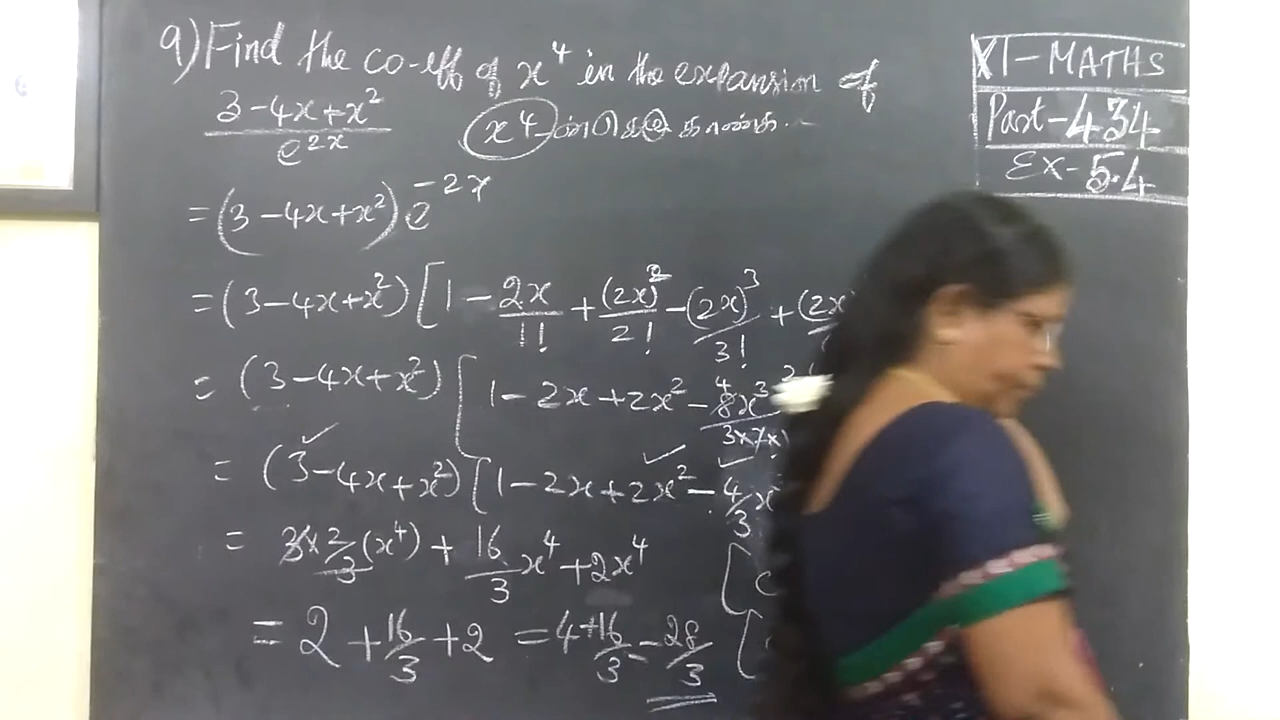 9) Find the co-eff of x⁴ in the expansion of
3-4x+x² / e^2x
x⁴-ன் கெழு காண்க.
= (3-4x+x²) e^-2x
= (3-4x+x²) [1 - 2x/1! + (2x)²/2! - (2x)³/3! + (2x
= (3-4x+x²) [1-2x+2x² -
= (3-4x+x²) [1-2x+2x² - 4/3 x
= 3×2/3 (x⁴) + 16/3 x⁴ + 2x⁴
= 2 + 16/3 + 2 = 4+16/3 = 28/3
XI-MATHS
Part-434
Ex-5.4